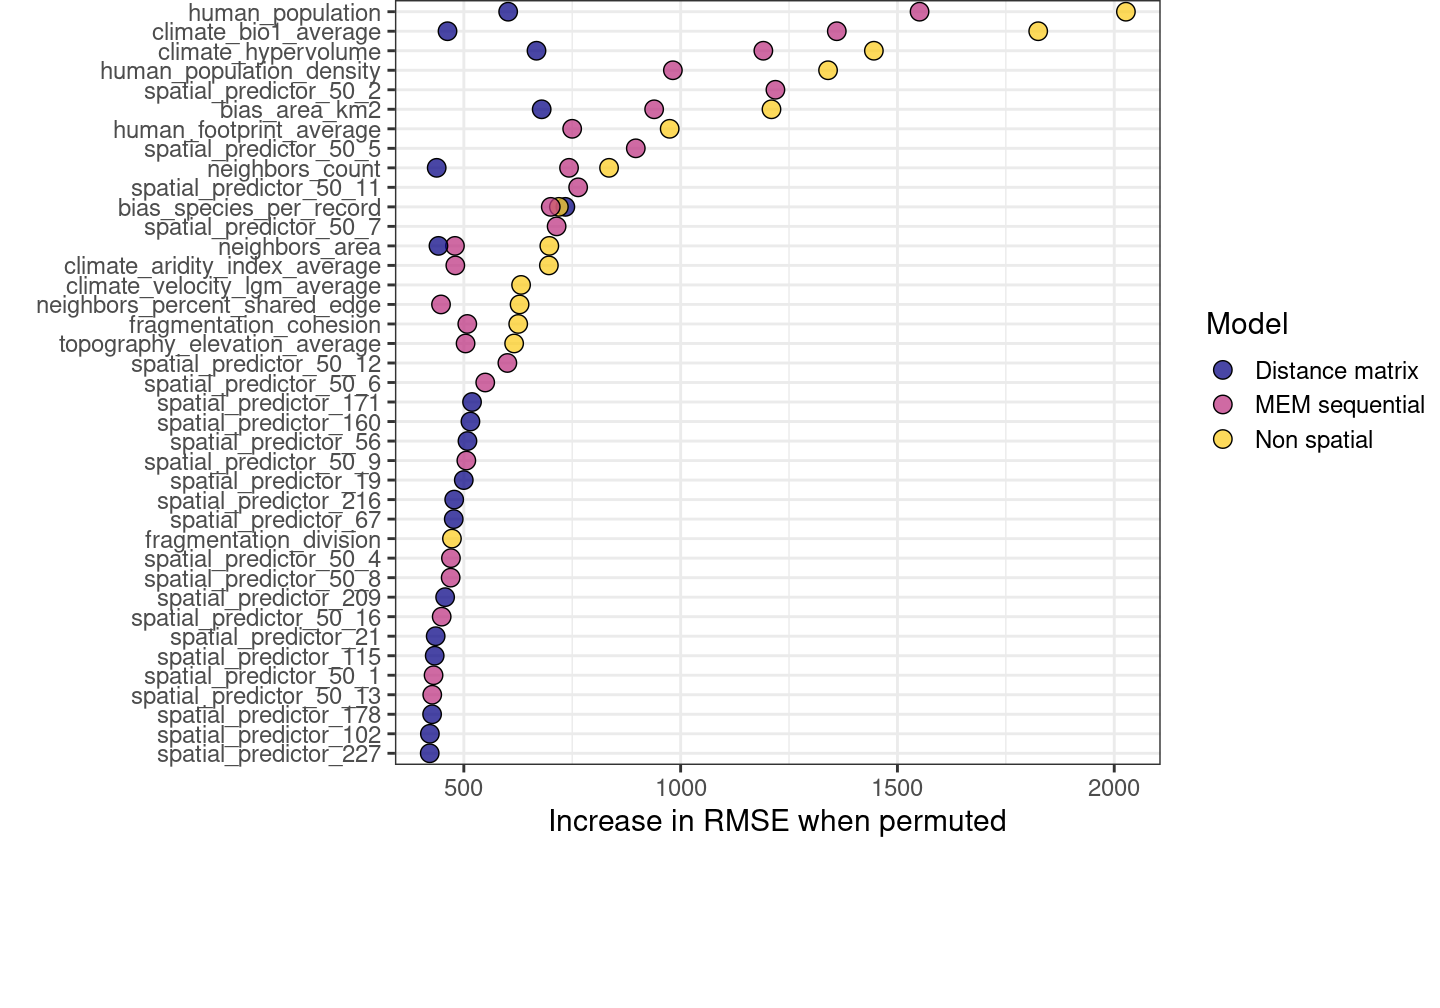 human_population
climate_bio1_average
climate_hypervolume
human_population_density
spatial_predictor_50_2
bias_area_km2
human_footprint_average
spatial_predictor_50_5
neighbors_count
spatial_predictor_50_11
bias_species_per_record
spatial_predictor_50_7
neighbors_area
climate_aridity_index_average
climate_velocity_lgm_average
neighbors_percent_shared_edge
fragmentation_cohesion
topography_elevation_average
spatial_predictor_50_12
spatial_predictor_50_6
spatial_predictor_171
spatial_predictor_160
spatial_predictor_56
spatial_predictor_50_9
spatial_predictor_19
spatial_predictor_216
spatial_predictor_67
fragmentation_division
spatial_predictor_50_4
spatial_predictor_50_8
spatial_predictor_209
spatial_predictor_50_16
spatial_predictor_21
spatial_predictor_115
spatial_predictor_50_1
spatial_predictor_50_13
spatial_predictor_178
spatial_predictor_102
spatial_predictor_227
500 1000 1500 2000
Increase in RMSE when permuted
Model
Distance matrix
MEM sequential
Non spatial